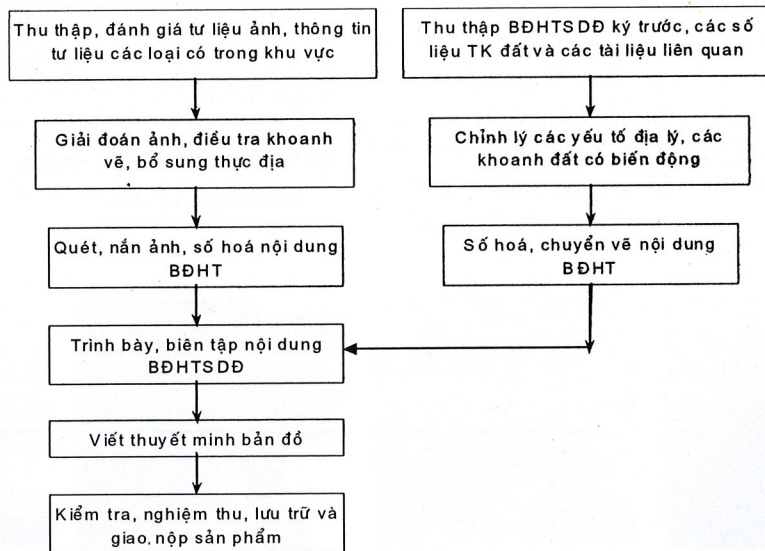 Thu thập, đánh giá tư liệu ảnh, thông tin
tư liệu các loại có trong khu vực
Thu thập BĐHTSDĐ kỳ trước, các số
liệu TK đất và các tài liệu liên quan
Giải đoán ảnh, điều tra khoanh
vẽ, bổ sung thực địa
Chỉnh lý các yếu tố địa lý, các
khoanh đất có biến động
Quét, nắn ảnh, số hoá nội dung
BĐHT
Số hoá, chuyển vẽ nội dung
BĐHT
Trình bày, biên tập nội dung
BĐHTSDĐ
Viết thuyết minh bản đồ
Kiểm tra, nghiệm thu, lưu trữ và
giao, nộp sản phẩm